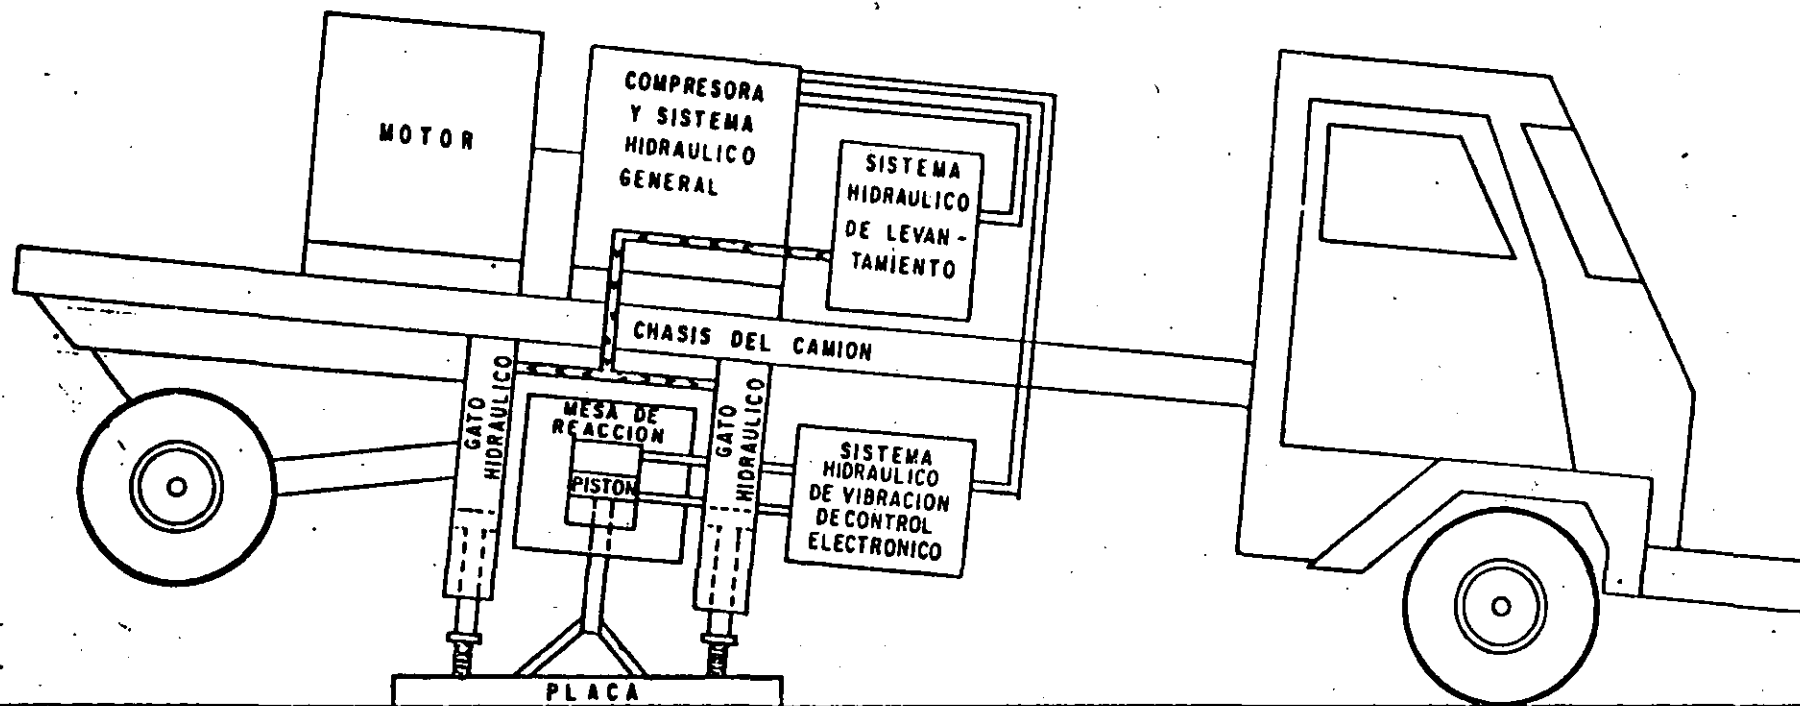 MOTOR
COMPRESORA
Y SISTEMA
HIDRAULICO
GENERAL
SISTEMA
HIDRAULICO
DE LEVAN-
TAMIENTO
CHASIS DEL CAMION
GATO
HIDRAULICO
MESA DE
REACCION
PISTON
GATO
HIDRAULICO
SISTEMA
HIDRAULICO
DE VIBRACION
DE CONTROL
ELECTRONICO
PLACA